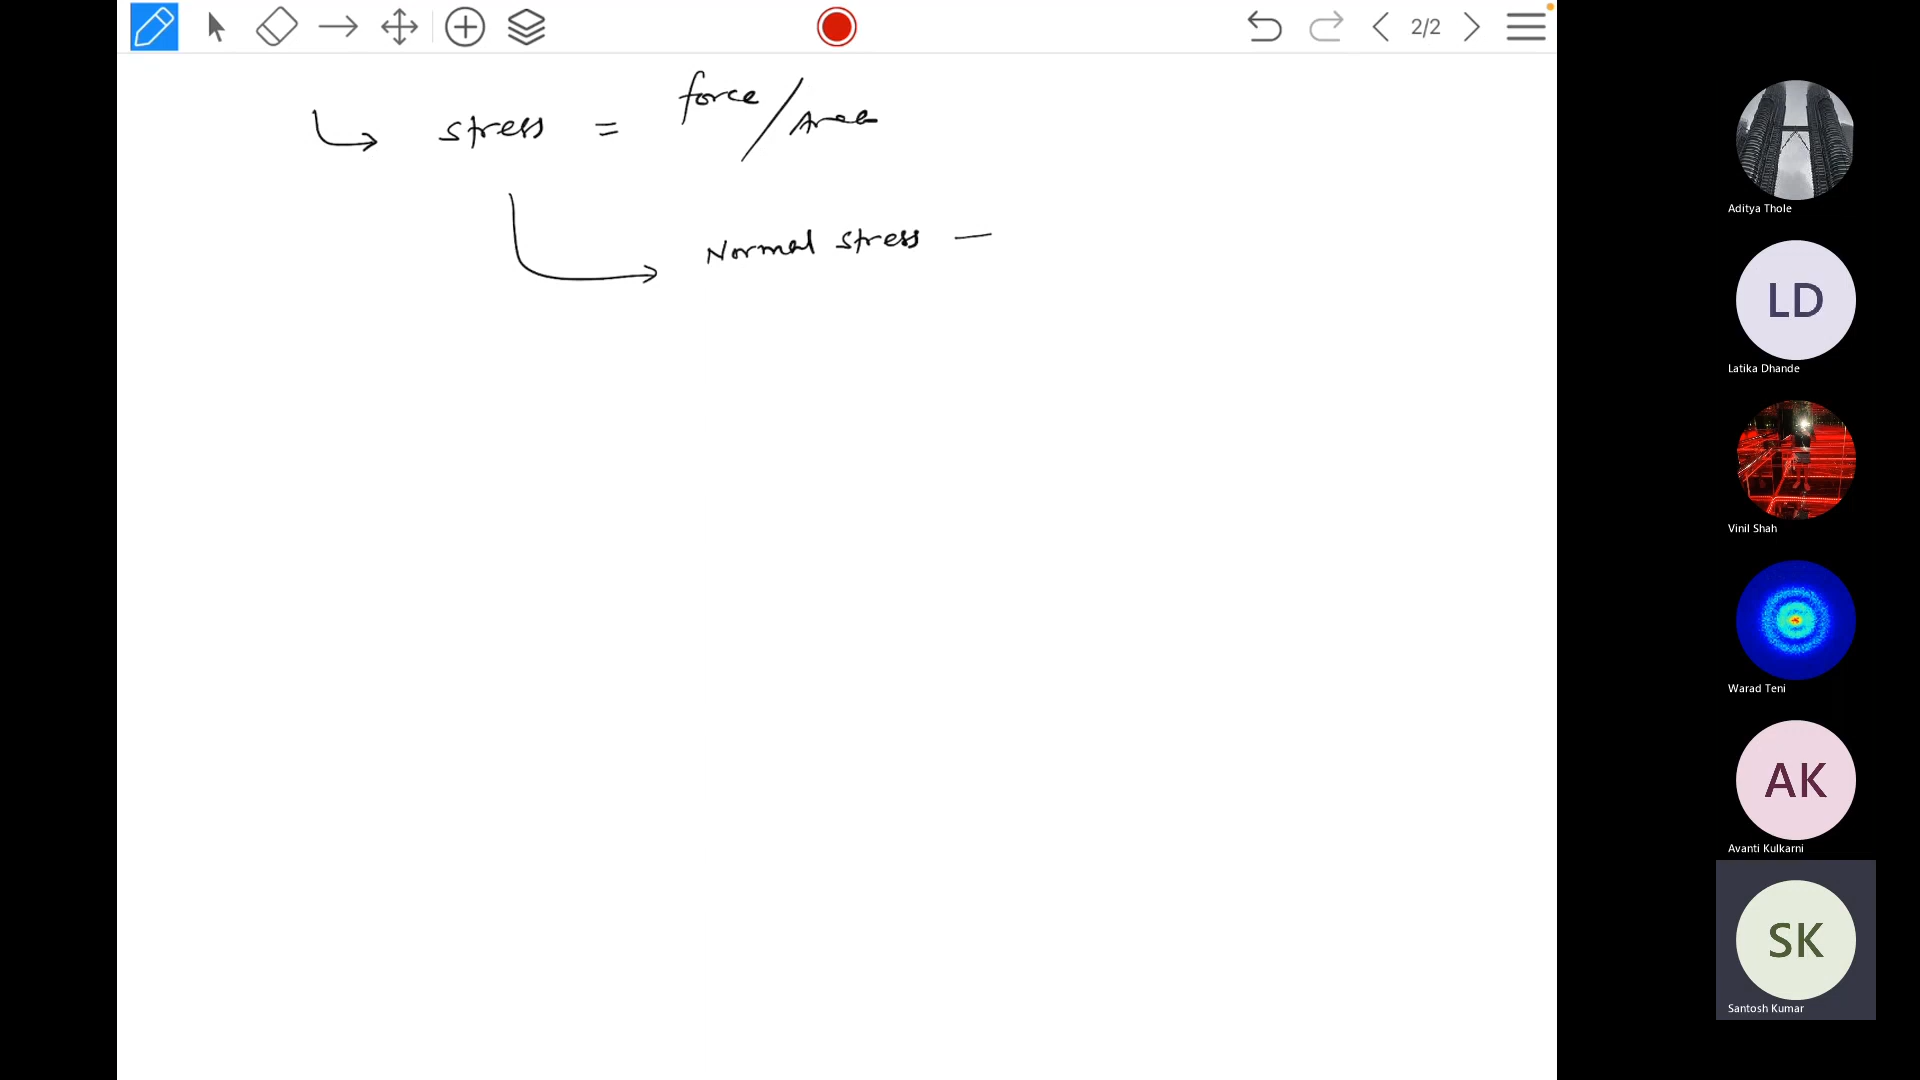 2/2
↳ stress = force/Area
↳ Normal stress —
Aditya Thole
LD
Latika Dhande
Vinil Shah
Warad Teni
AK
Avanti Kulkarni
SK
Santosh Kumar